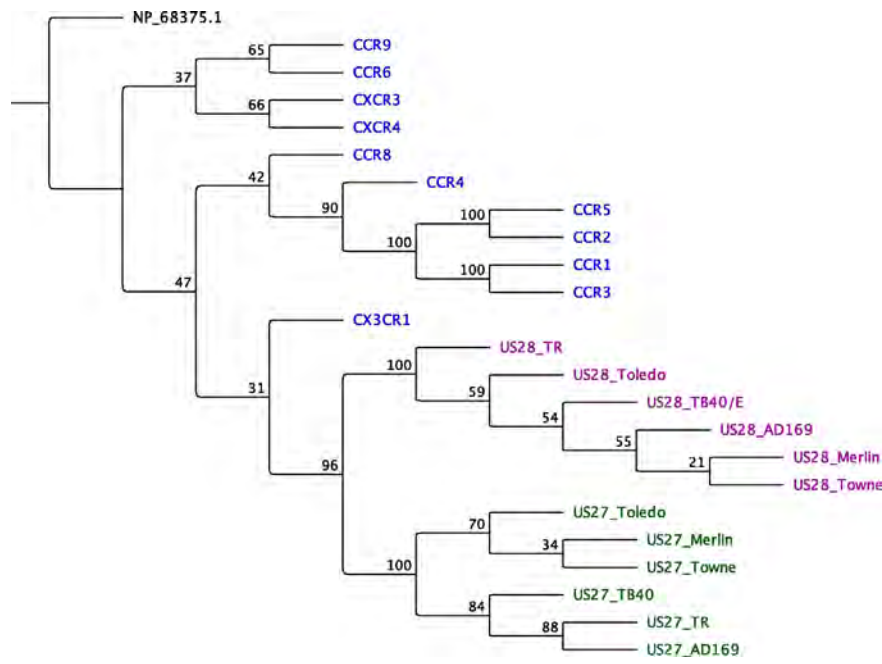 NP_68375.1
65 CCR9
CCR6
37
66 CXCR3
CXCR4
CCR8
42
CCR4
90
100 CCR5
CCR2
100
100 CCR1
CCR3
47
CX3CR1
US28_TR
100
US28_Toledo
59
US28_TB40/E
54
US28_AD169
55
US28_Merlin
21
US28_Towne
31
96
US27_Toledo
70
US27_Merlin
34
US27_Towne
100
US27_TB40
84
US27_TR
88
US27_AD169